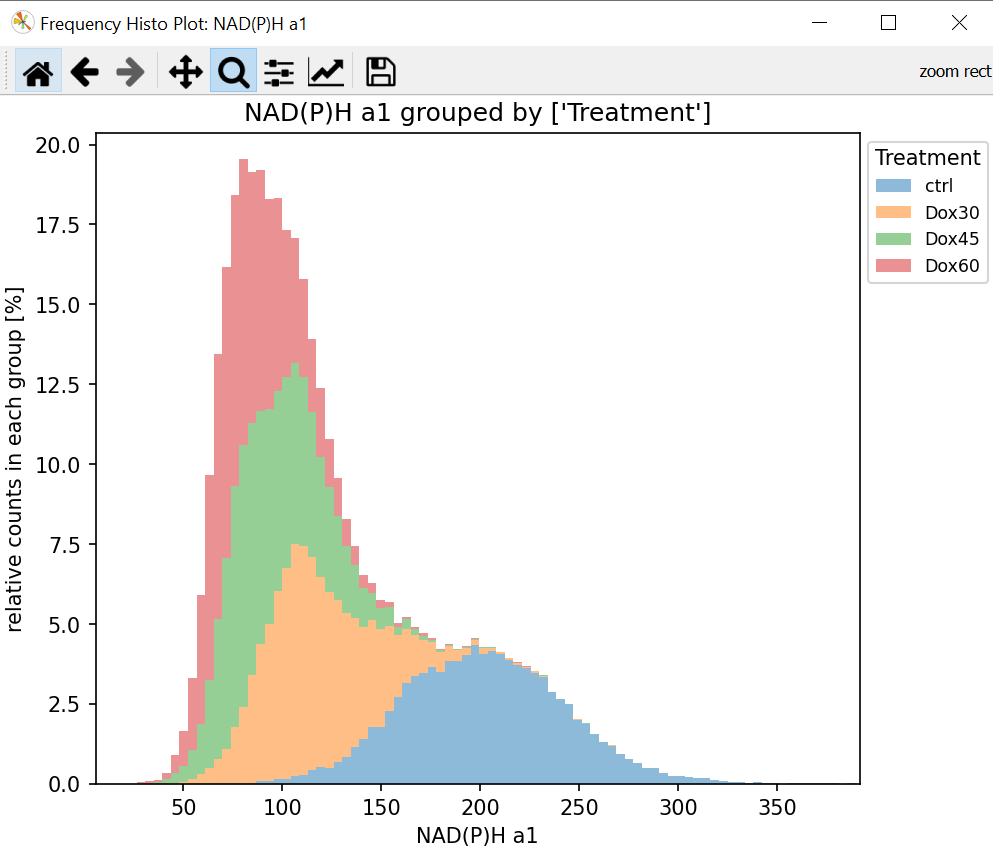 Frequency Histo Plot: NAD(P)H a1
zoom rect
NAD(P)H a1 grouped by ['Treatment']
relative counts in each group [%]
20.0
17.5
15.0
12.5
10.0
7.5
5.0
2.5
0.0
50 100 150 200 250 300 350
NAD(P)H a1
Treatment
ctrl
Dox30
Dox45
Dox60